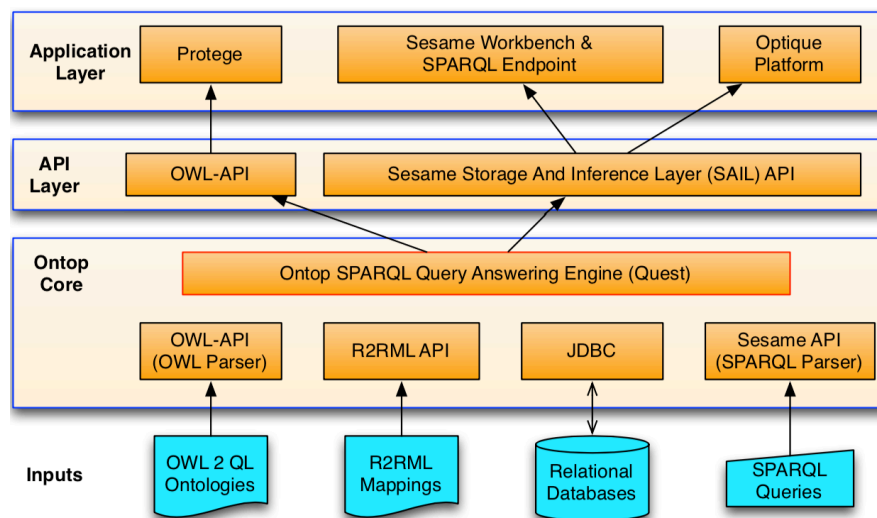 Application
Layer
Protege
Sesame Workbench &
SPARQL Endpoint
Optique
Platform
API
Layer
OWL-API
Sesame Storage And Inference Layer (SAIL) API
Ontop
Core
Ontop SPARQL Query Answering Engine (Quest)
OWL-API
(OWL Parser)
R2RML API
JDBC
Sesame API
(SPARQL Parser)
Inputs
OWL 2 QL
Ontologies
R2RML
Mappings
Relational
Databases
SPARQL
Queries